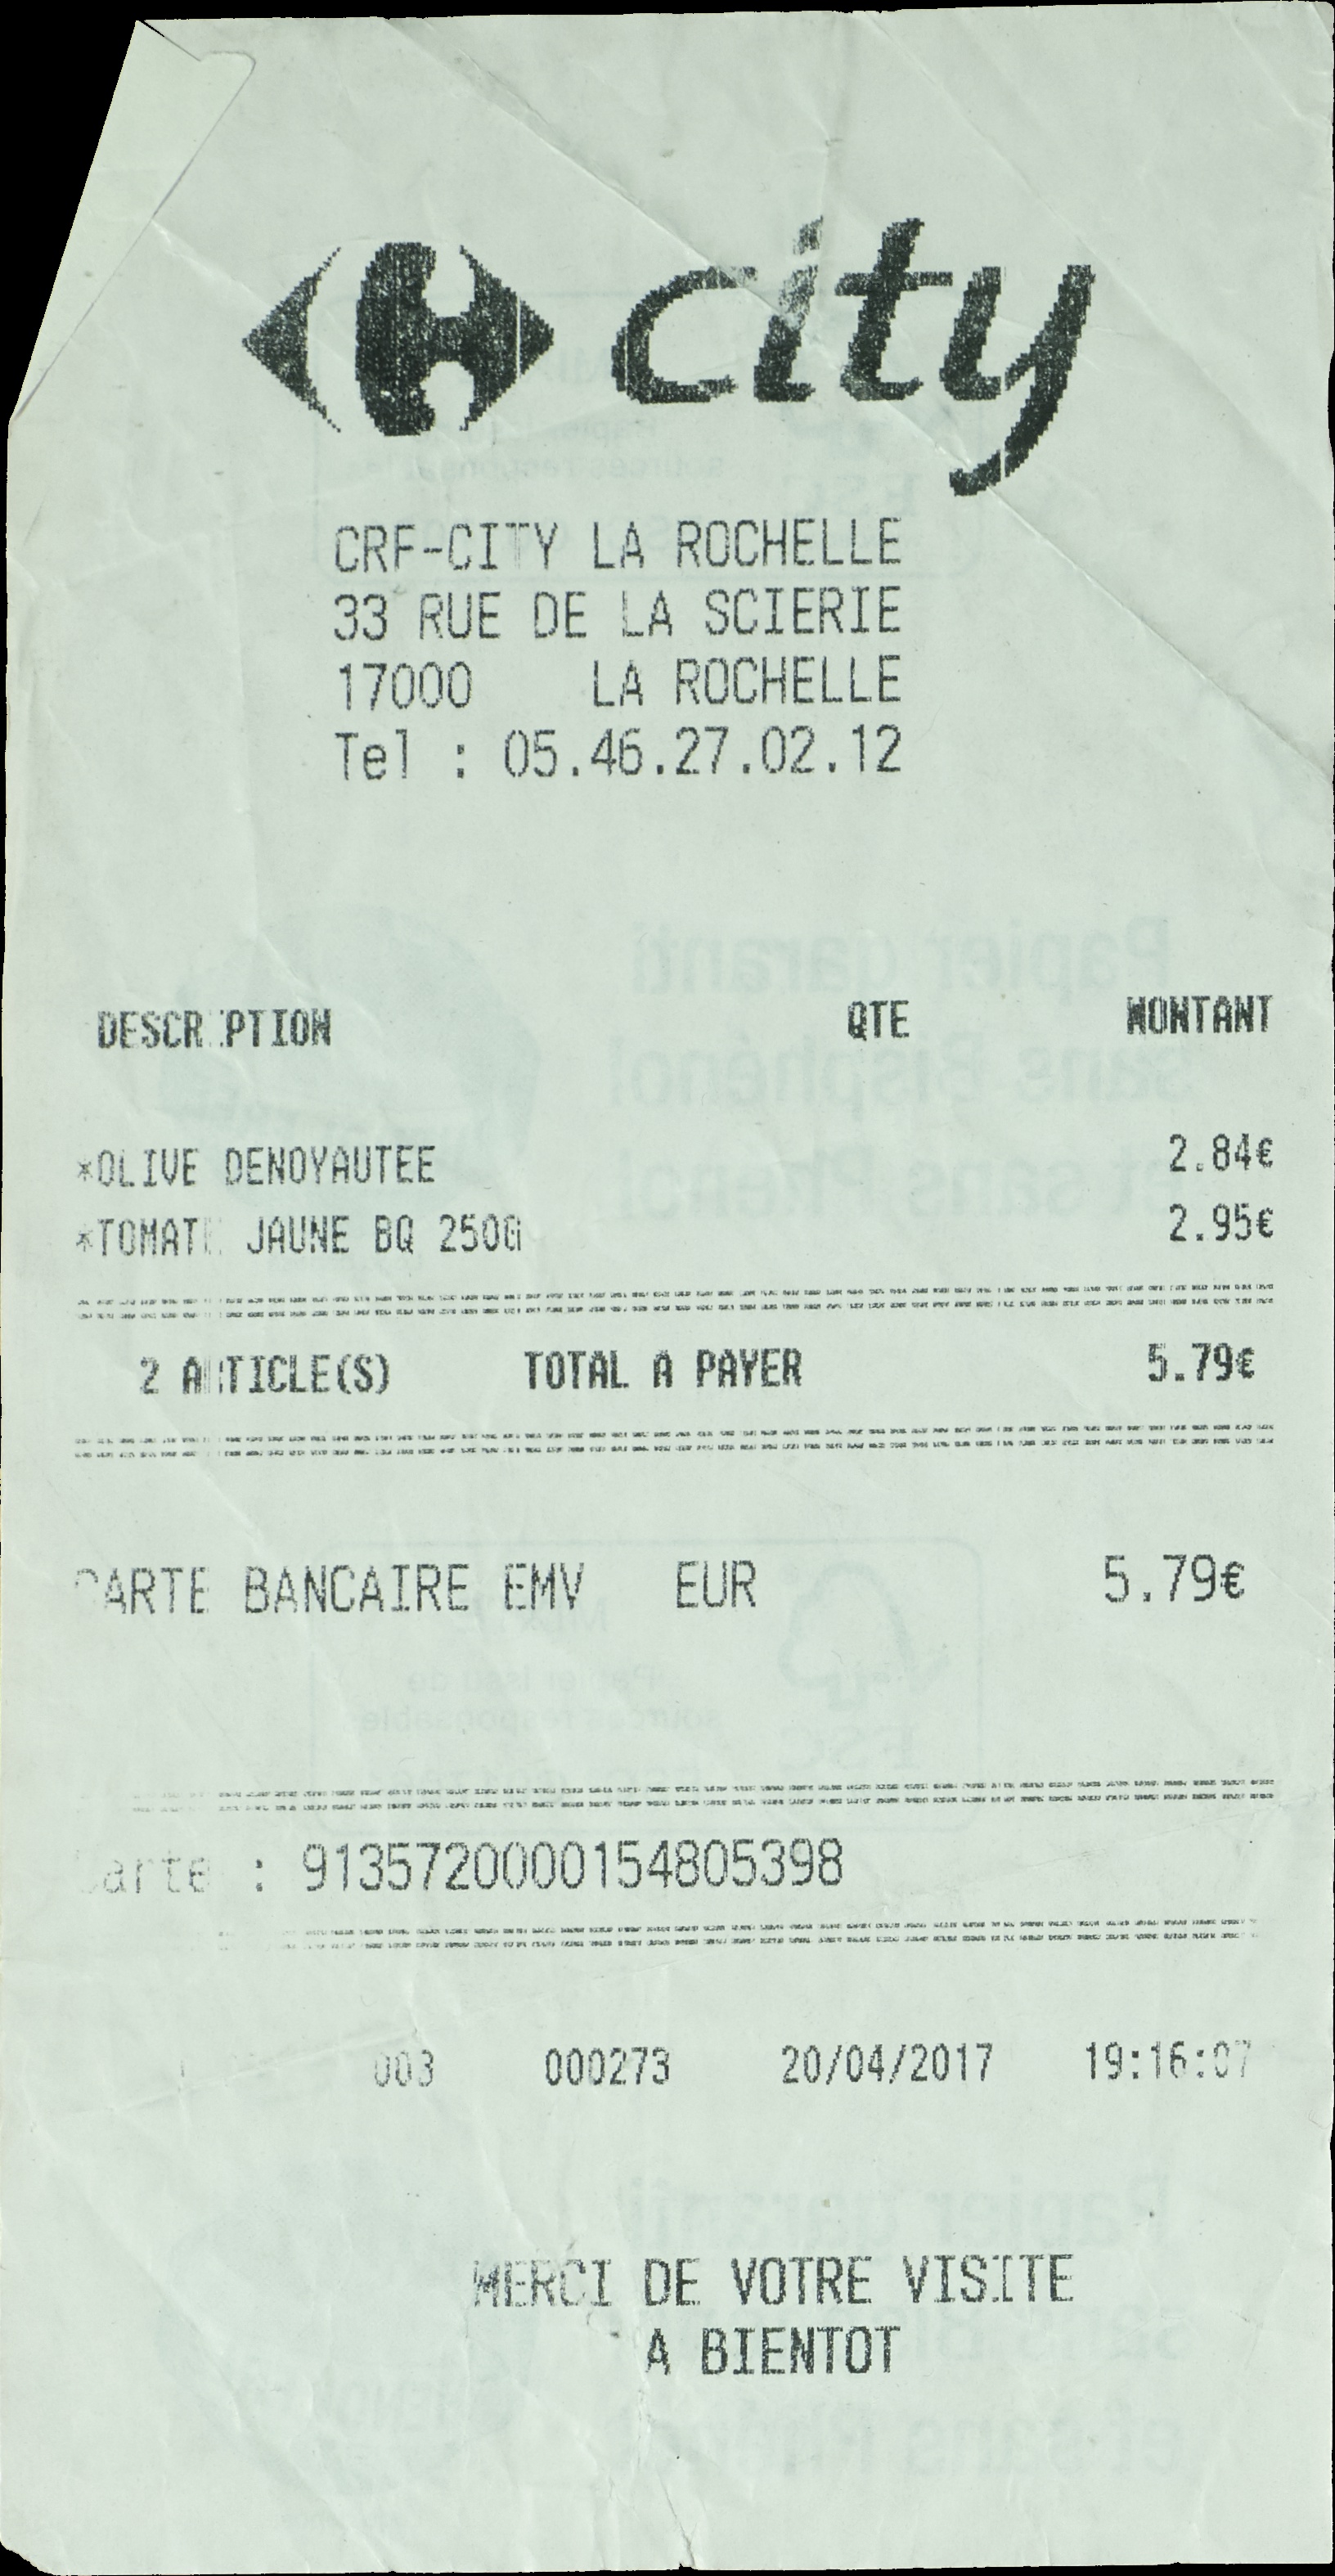 city
CRF-CITY LA ROCHELLE
33 RUE DE LA SCIERIE
17000 LA ROCHELLE
Tel : 05.46.27.02.12
DESCRIPTION QTE MONTANT
*OLIVE DENOYAUTEE 2.84€
*TOMATE JAUNE BQ 250G 2.95€
2 ARTICLE(S) TOTAL A PAYER 5.79€
CARTE BANCAIRE EMV EUR 5.79€
Carte : 9135720000154805398
003 000273 20/04/2017 19:16:07
MERCI DE VOTRE VISITE
A BIENTOT